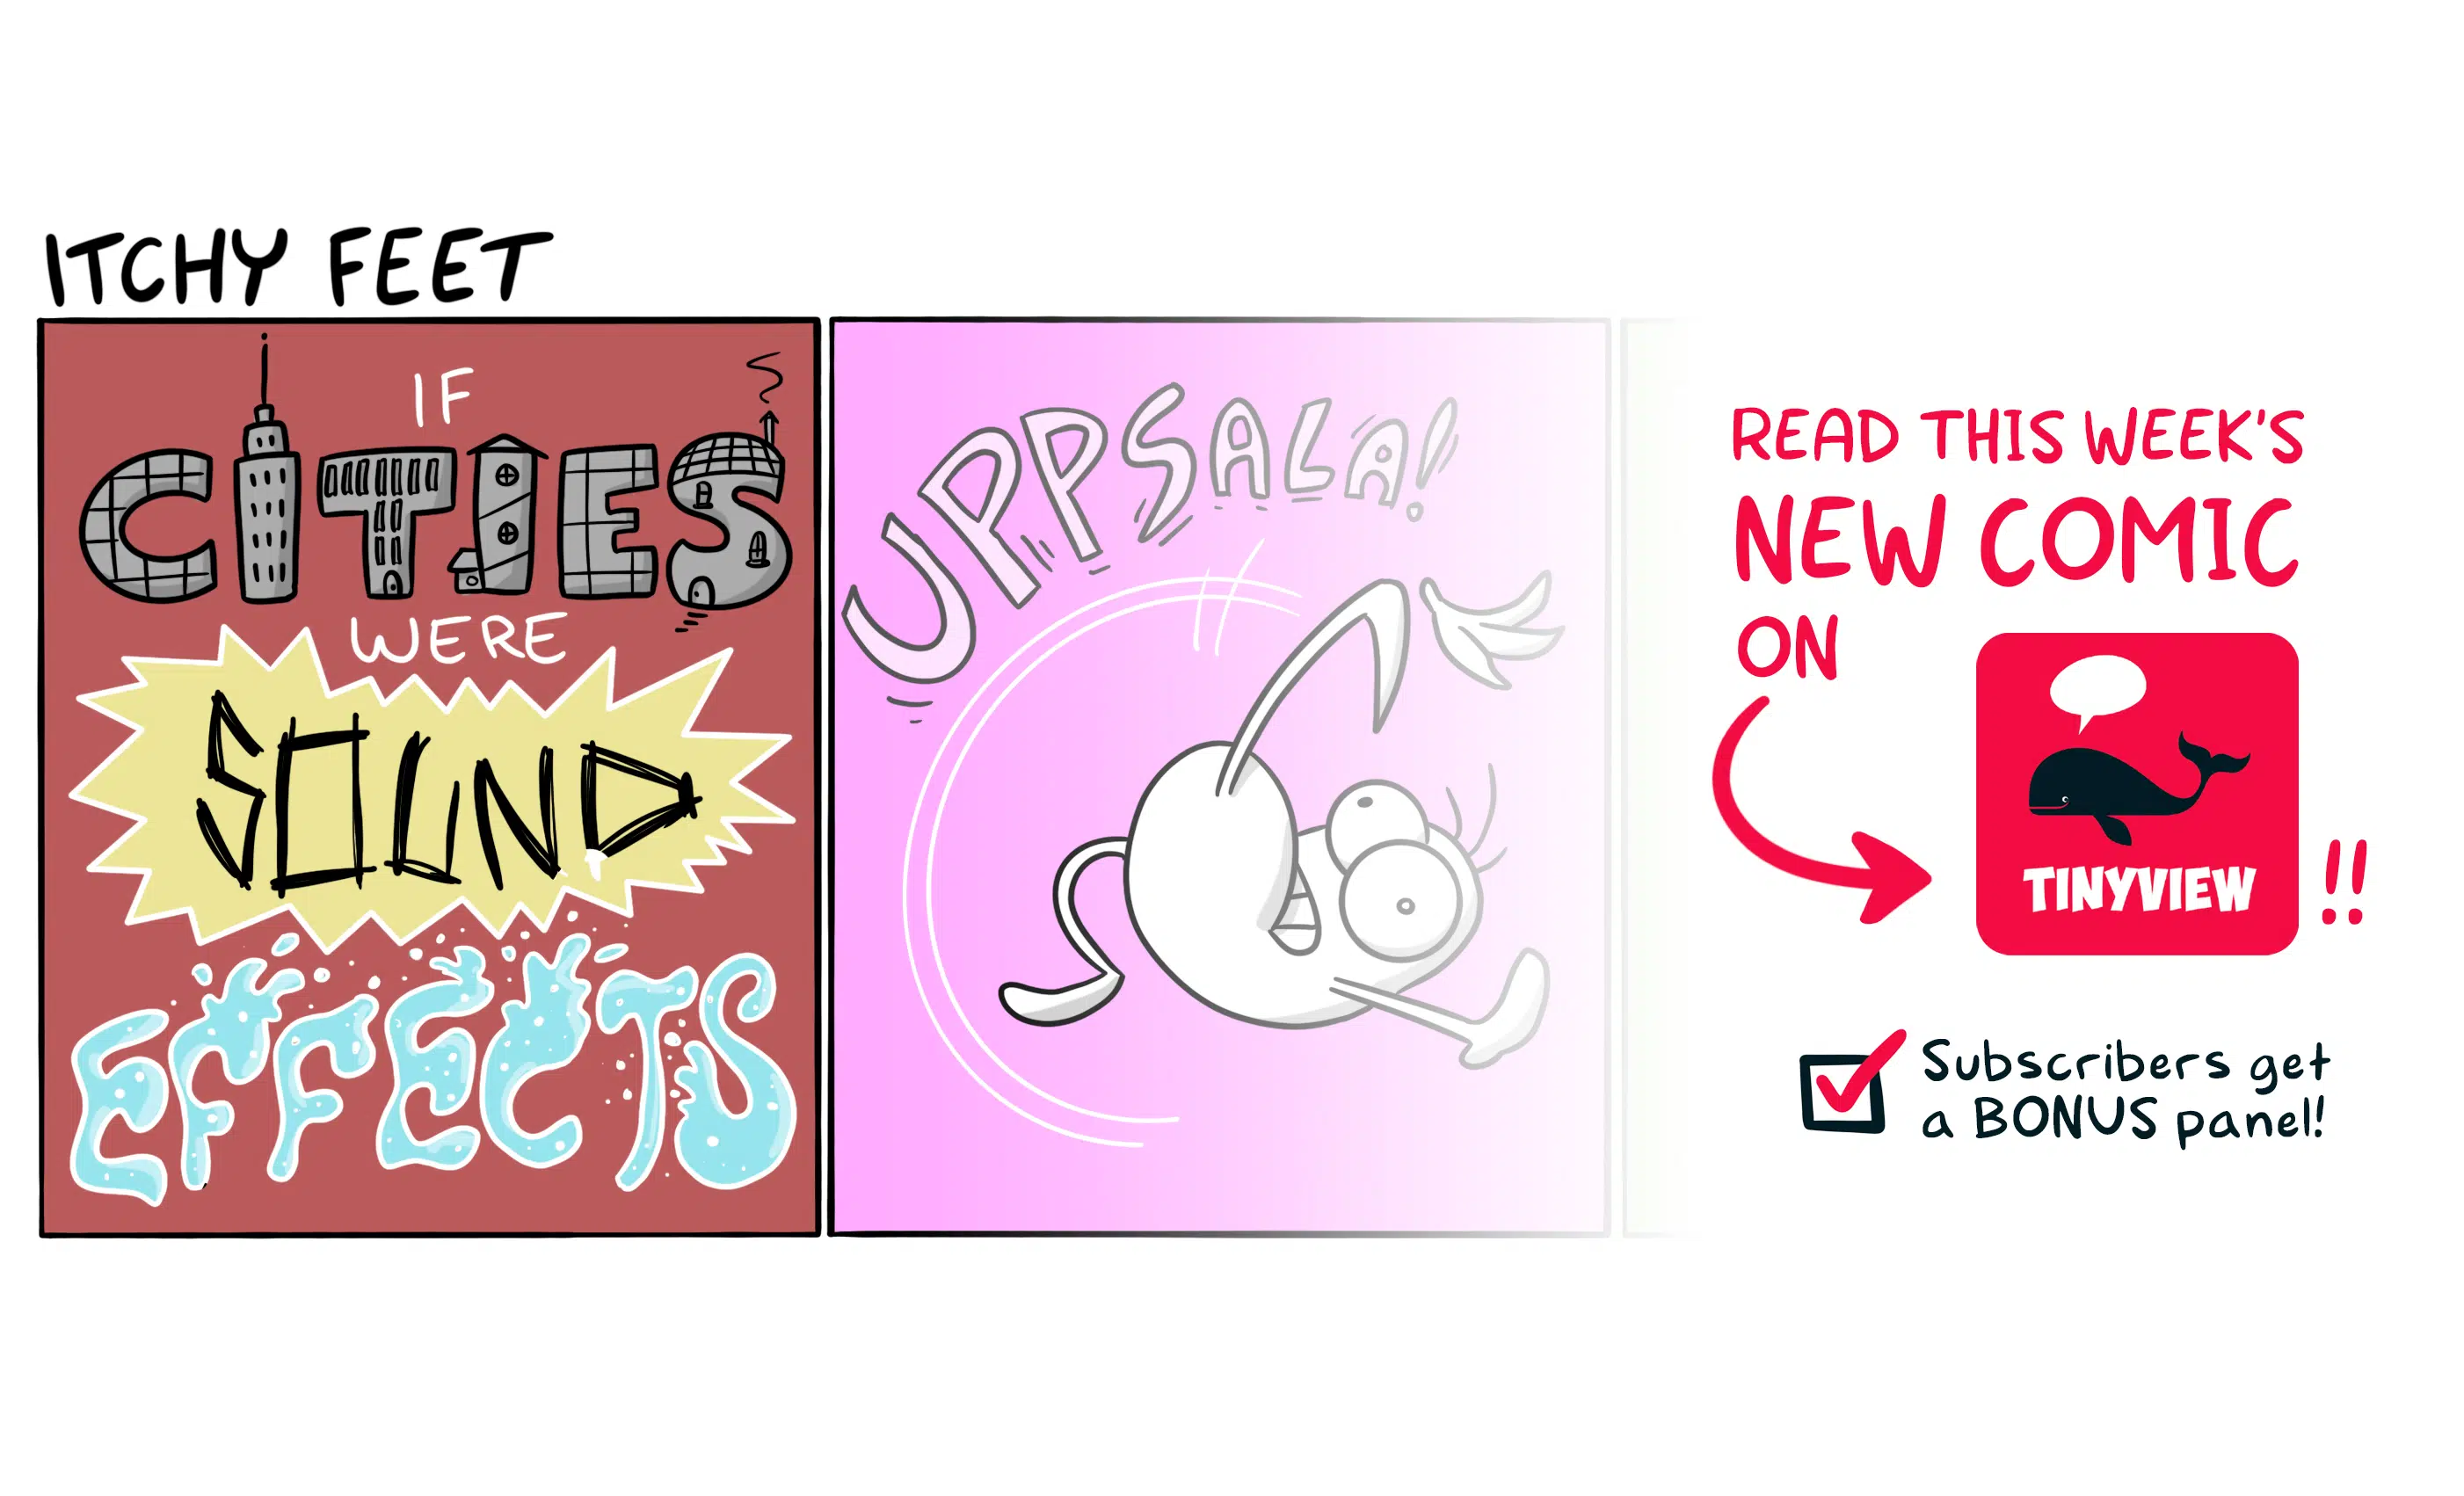 ITCHY FEET
IF
CITIES
WERE
SOUND
EFFECTS
UPPSALA!
READ THIS WEEK'S
NEW COMIC
ON
TINYVIEW
!!
Subscribers get
a BONUS panel!